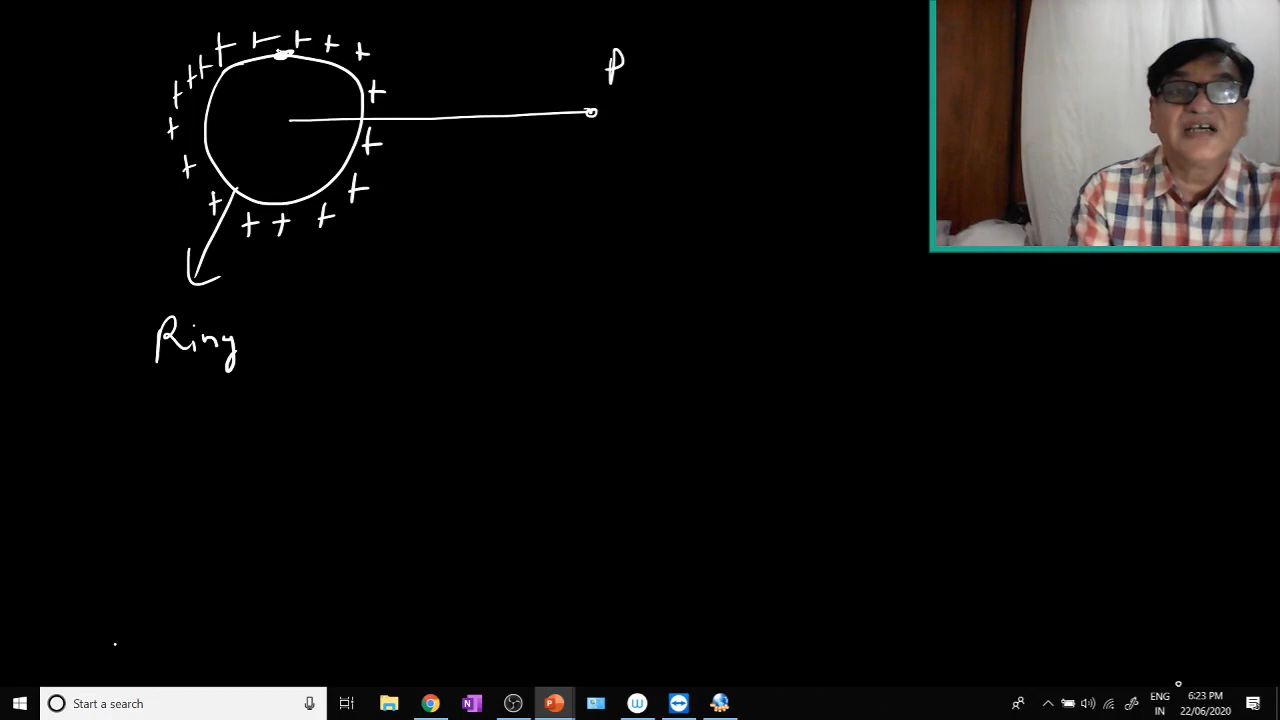 + + + + + + + + + + + + + + + + + + +
P
Ring
Start a search
ENG 6:23 PM
IN 22/06/2020